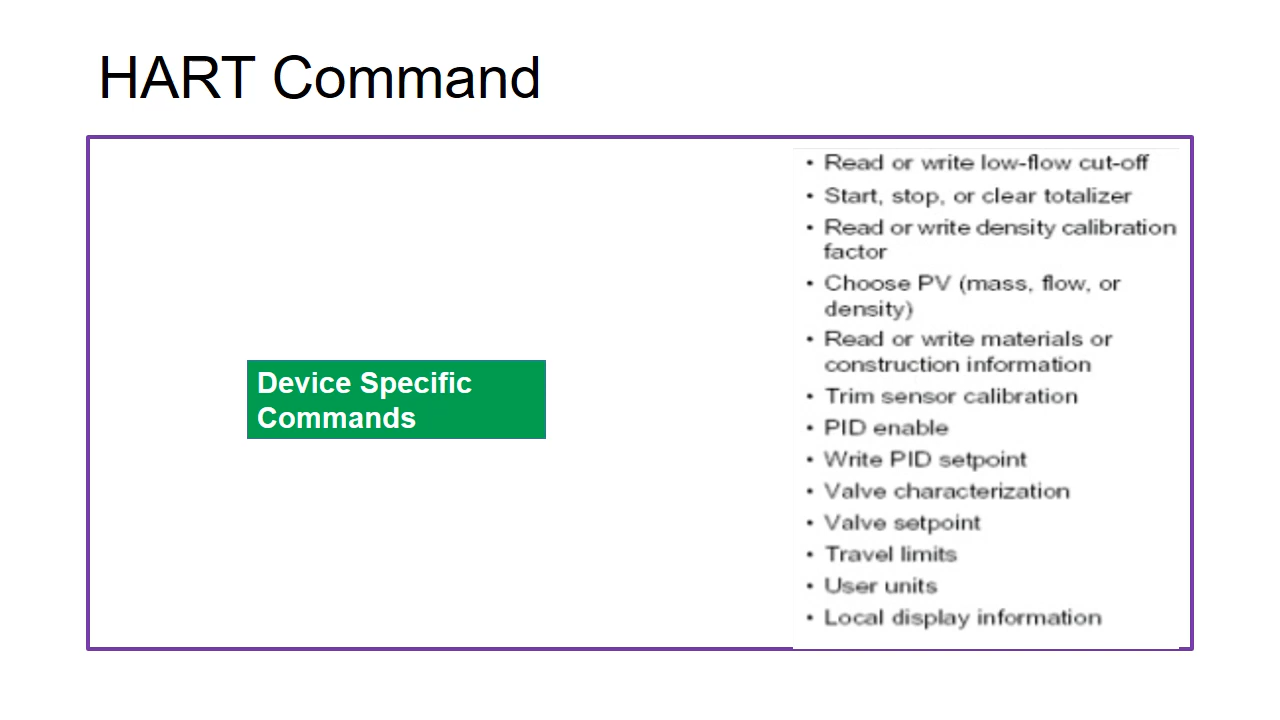 HART Command
Device Specific
Commands
• Read or write low-flow cut-off
• Start, stop, or clear totalizer
• Read or write density calibration
factor
• Choose PV (mass, flow, or
density)
• Read or write materials or
construction information
• Trim sensor calibration
• PID enable
• Write PID setpoint
• Valve characterization
• Valve setpoint
• Travel limits
• User units
• Local display information